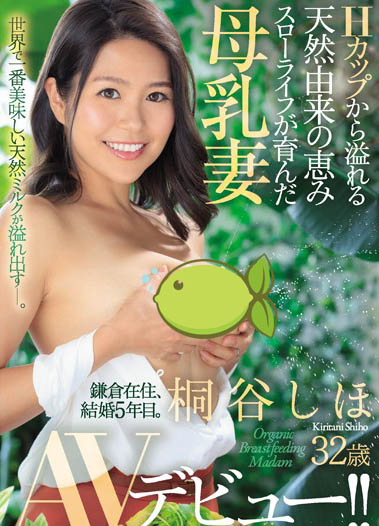 Hカップから溢れる
天然由来の恵み
スローライフが育んだ
母乳妻
世界で一番美味しい天然ミルクが溢れ出す―。
鎌倉在住、
結婚5年目。
桐谷しほ
Kiritani Shiho
32歳
Organic
Breastfeeding
Madam
AVデビュー!!